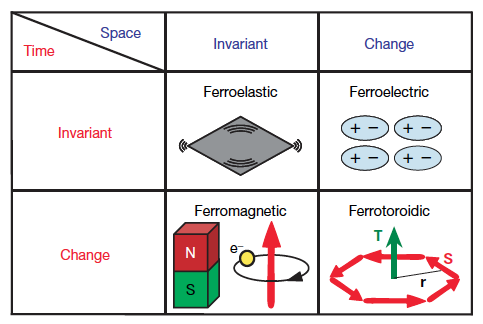 Space
Time
Invariant
Change
Invariant
Ferroelastic
Ferroelectric
+ − + −
+ − + −
Change
Ferromagnetic
N
S
e⁻
Ferrotoroidic
T
S
r